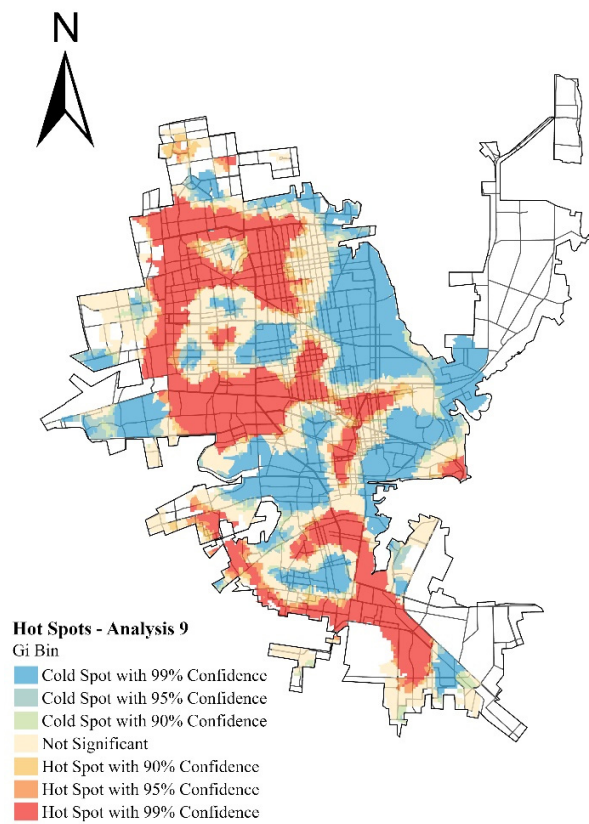 N
Hot Spots - Analysis 9
Gi Bin
Cold Spot with 99% Confidence
Cold Spot with 95% Confidence
Cold Spot with 90% Confidence
Not Significant
Hot Spot with 90% Confidence
Hot Spot with 95% Confidence
Hot Spot with 99% Confidence